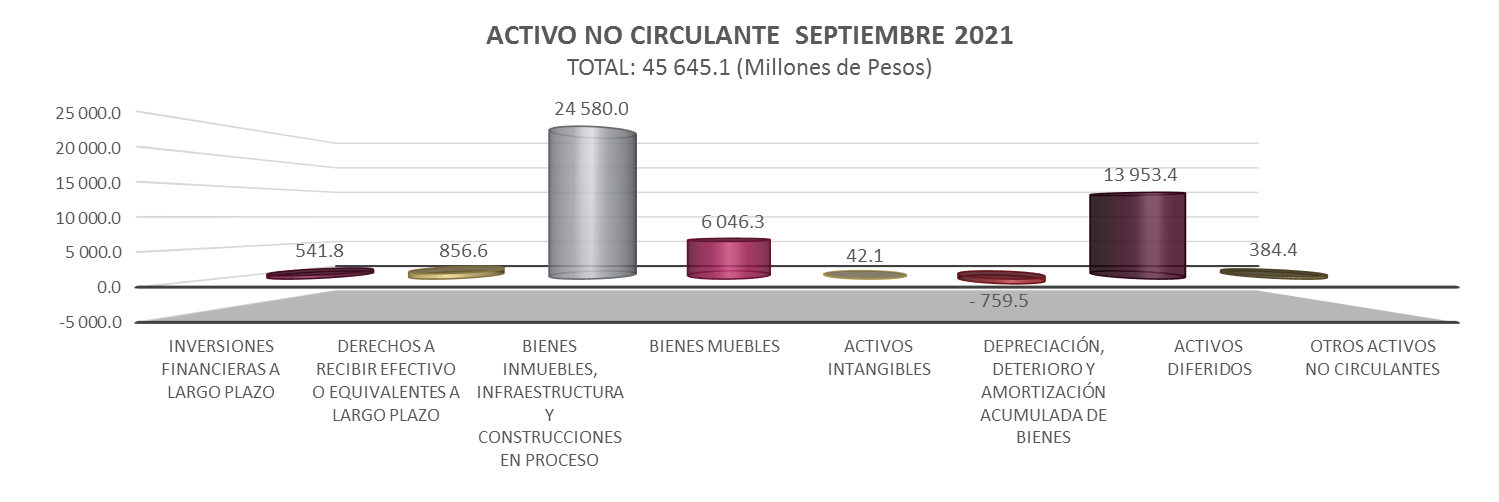 ACTIVO NO CIRCULANTE  SEPTIEMBRE 2021
TOTAL: 45 645.1 (Millones de Pesos)
25 000.0
20 000.0
15 000.0
10 000.0
5 000.0
0.0
-5 000.0
541.8
856.6
24 580.0
6 046.3
42.1
- 759.5
13 953.4
384.4
INVERSIONES
FINANCIERAS A
LARGO PLAZO
DERECHOS A
RECIBIR EFECTIVO
O EQUIVALENTES A
LARGO PLAZO
BIENES
INMUEBLES,
INFRAESTRUCTURA
Y
CONSTRUCCIONES
EN PROCESO
BIENES MUEBLES
ACTIVOS
INTANGIBLES
DEPRECIACIÓN,
DETERIORO Y
AMORTIZACIÓN
ACUMULADA DE
BIENES
ACTIVOS
DIFERIDOS
OTROS ACTIVOS
NO CIRCULANTES